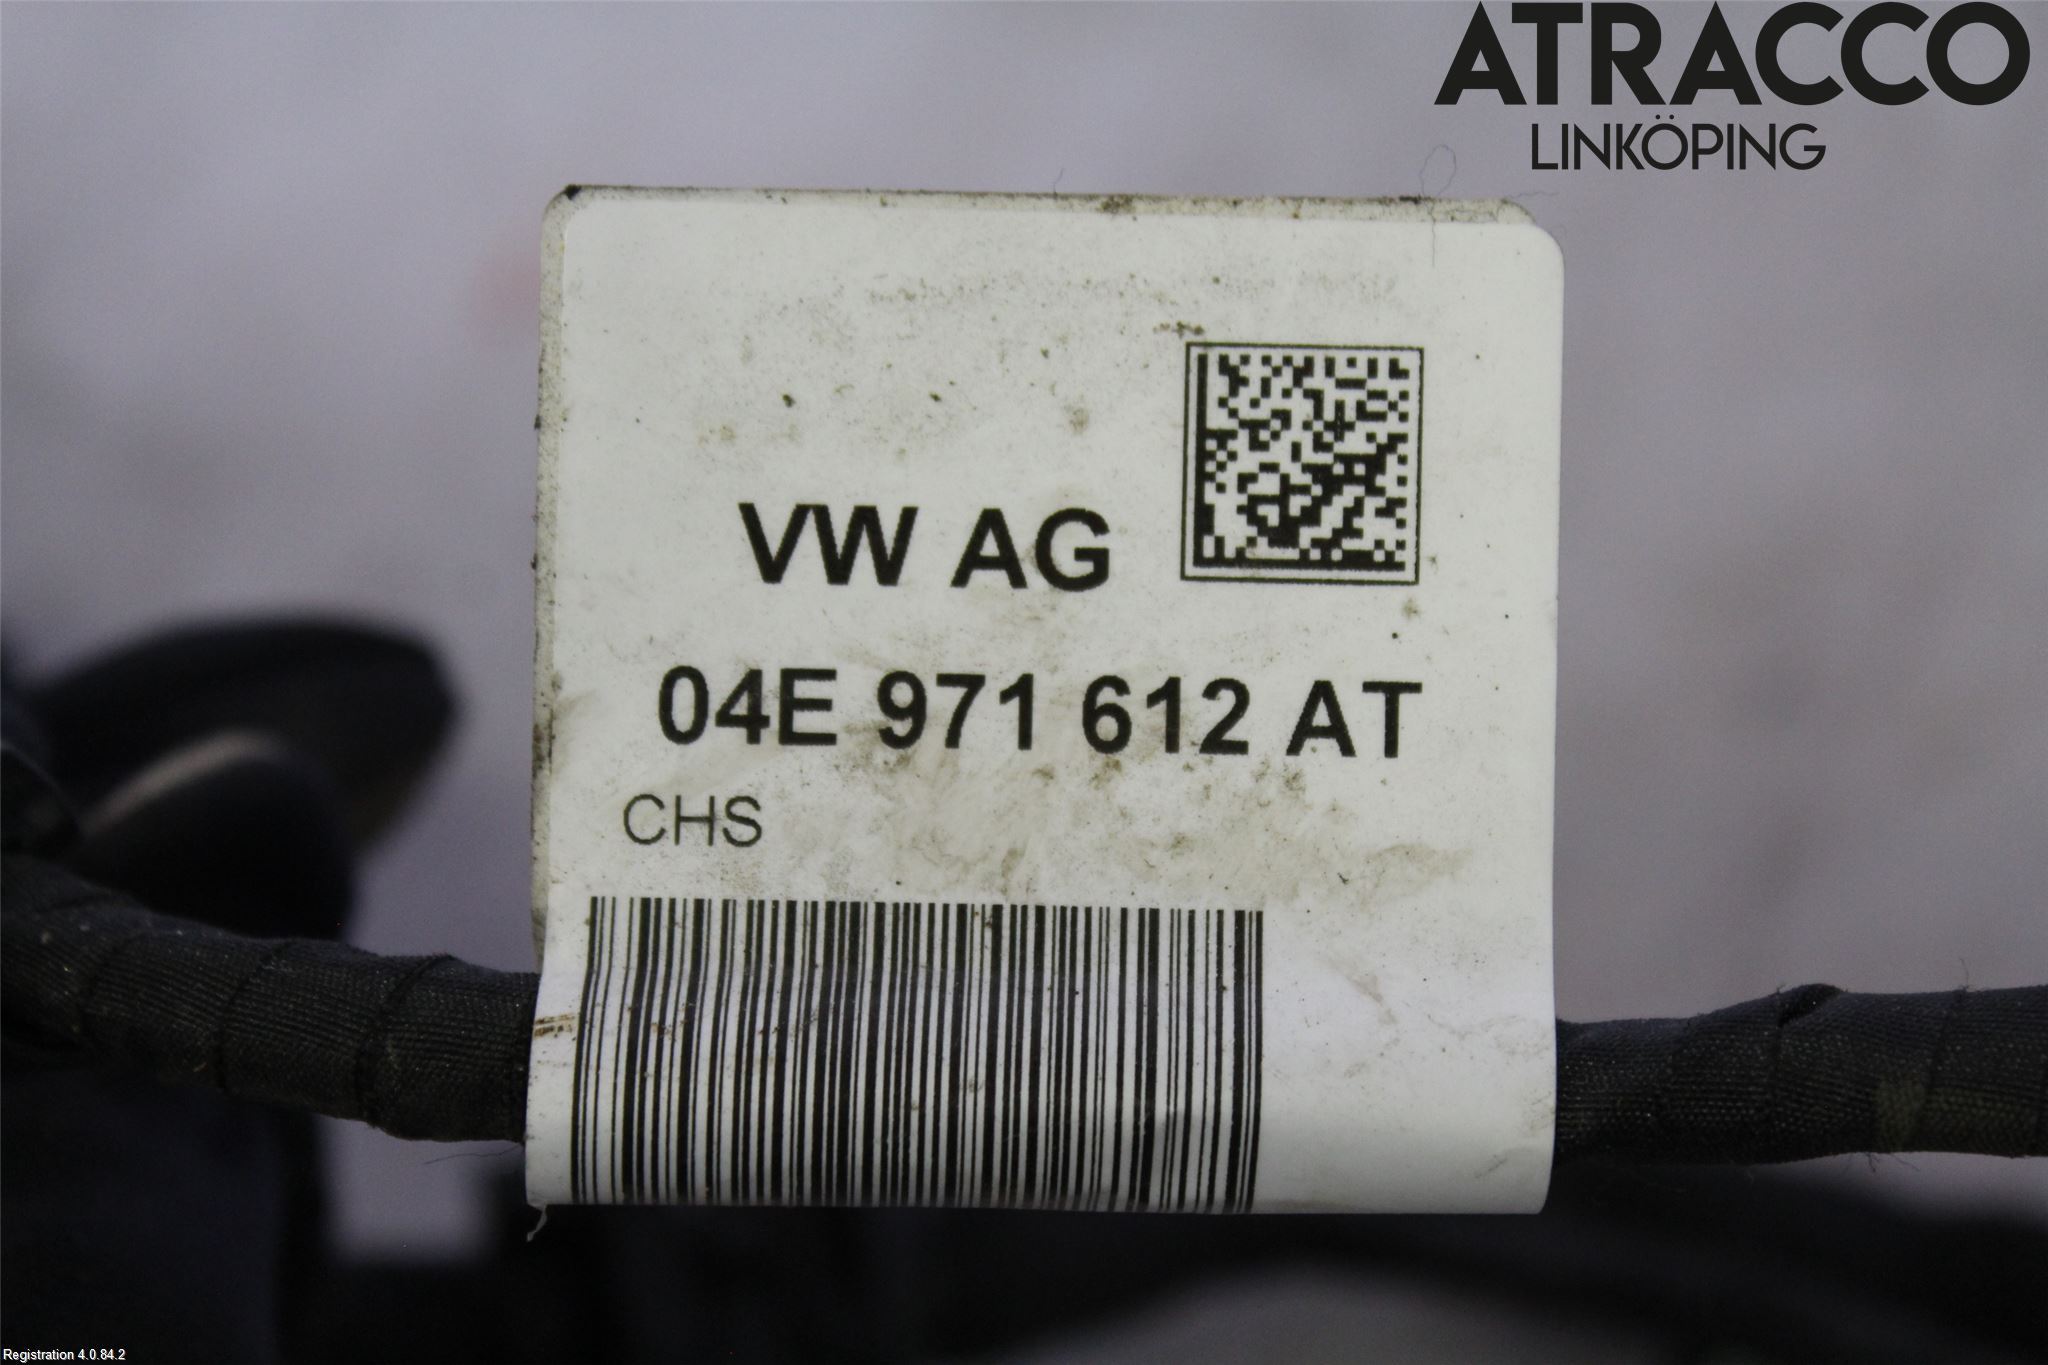 ATRACCO
LINKÖPING
VW AG
04E 971 612 AT
CHS
Registration 4.0.84.2